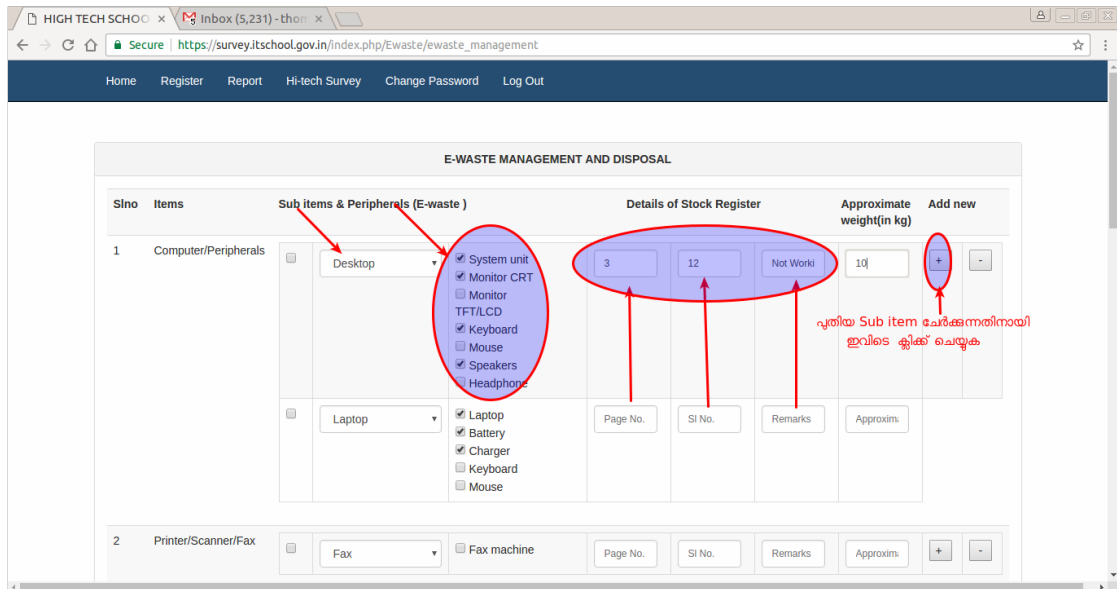 HIGH TECH SCHOO
Inbox (5,231) - thom
Secure
https://survey.itschool.gov.in/index.php/Ewaste/ewaste_management
Home Register Report Hi-tech Survey Change Password Log Out
E-WASTE MANAGEMENT AND DISPOSAL
Slno Items Sub items & Peripherals (E-waste ) Details of Stock Register Approximate weight(in kg) Add new
1 Computer/Peripherals
Desktop
System unit
Monitor CRT
Monitor
TFT/LCD
Keyboard
Mouse
Speakers
Headphone
3 12 Not Worki 10 + -
പുതിയ Sub item ചേർക്കുന്നതിനായി
ഇവിടെ ക്ലിക്ക് ചെയ്യുക
Laptop
Laptop
Battery
Charger
Keyboard
Mouse
Page No. Sl No. Remarks Approxima
2 Printer/Scanner/Fax
Fax
Fax machine
Page No. Sl No. Remarks Approxima + -